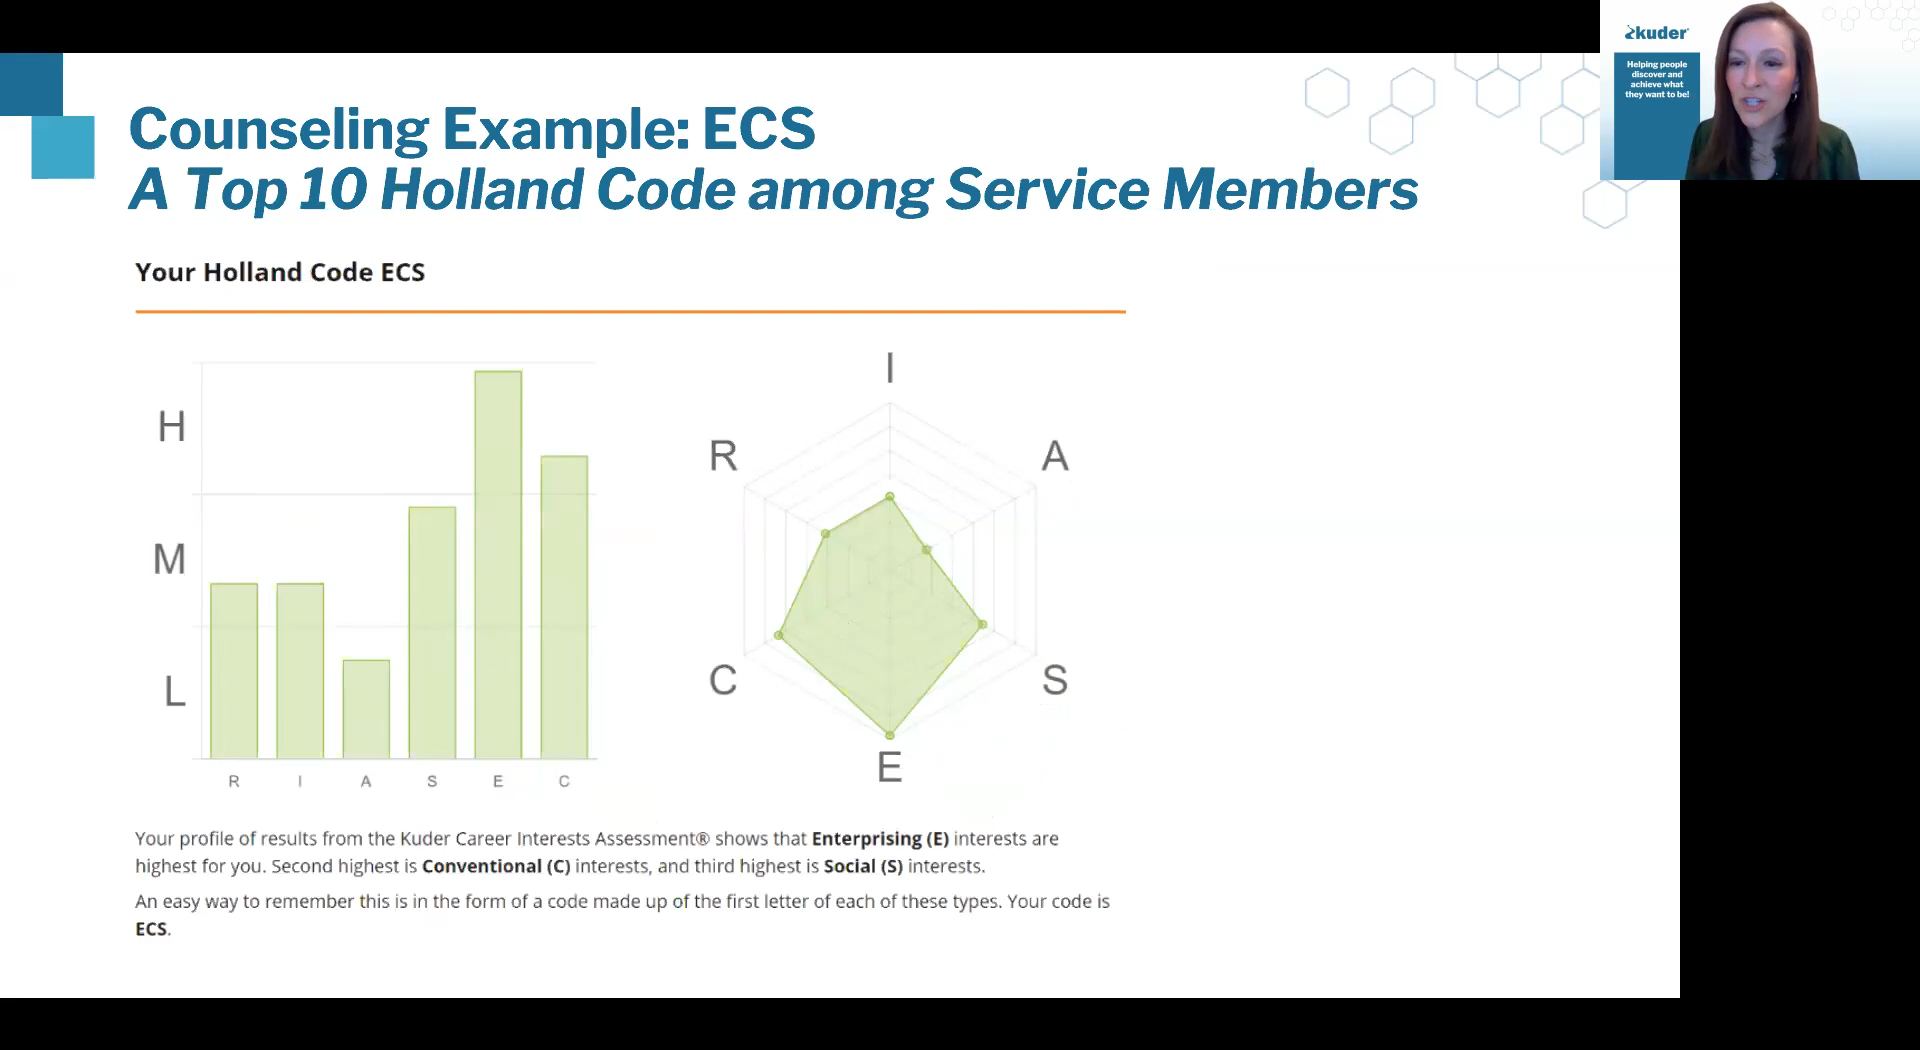 Counseling Example: ECS
A Top 10 Holland Code among Service Members
kuder
Helping people
discover and
achieve what
they want to be!
Your Holland Code ECS
H
M
L
R I A S E C
I
R A
C S
E
Your profile of results from the Kuder Career Interests Assessment® shows that Enterprising (E) interests are
highest for you. Second highest is Conventional (C) interests, and third highest is Social (S) interests.
An easy way to remember this is in the form of a code made up of the first letter of each of these types. Your code is
ECS.